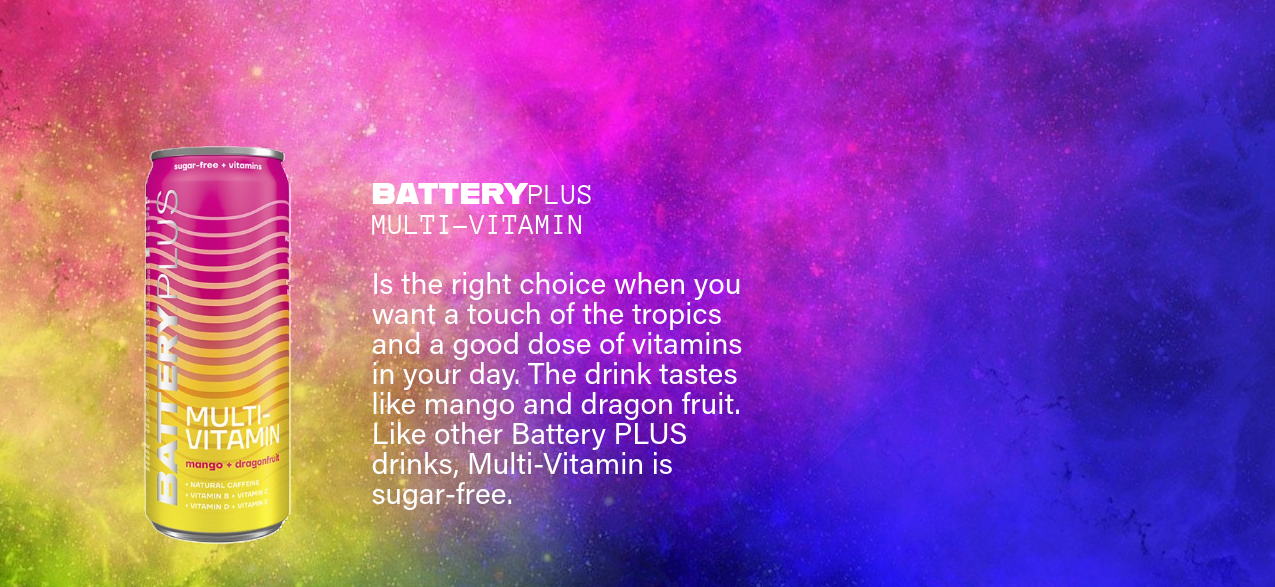 sugar-free + vitamins
BATTERYPLUS
MULTI-
VITAMIN
mango + dragonfruit
• NATURAL CAFFEINE
• VITAMIN B + VITAMIN C
• VITAMIN D + VITAMIN E
BATTERYPLUS
MULTI-VITAMIN
Is the right choice when you
want a touch of the tropics
and a good dose of vitamins
in your day. The drink tastes
like mango and dragon fruit.
Like other Battery PLUS
drinks, Multi-Vitamin is
sugar-free.